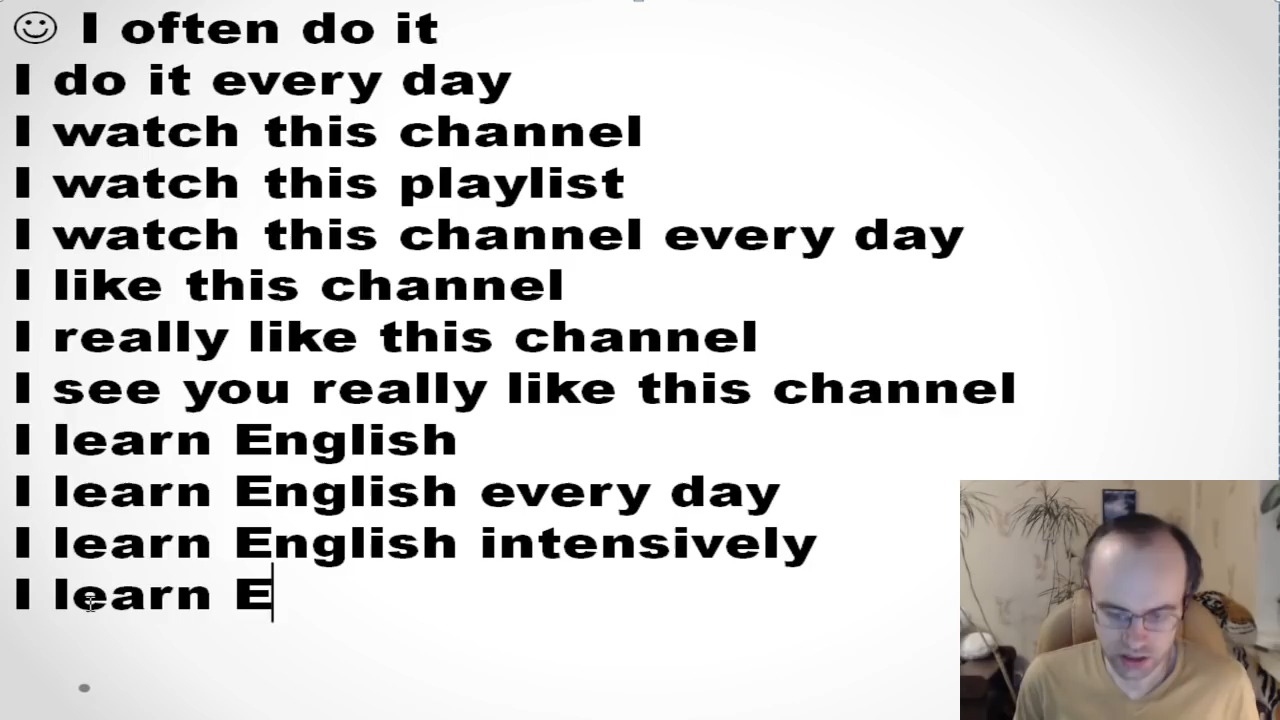 ☺ I often do it
I do it every day
I watch this channel
I watch this playlist
I watch this channel every day
I like this channel
I really like this channel
I see you really like this channel
I learn English
I learn English every day
I learn English intensively
I learn E